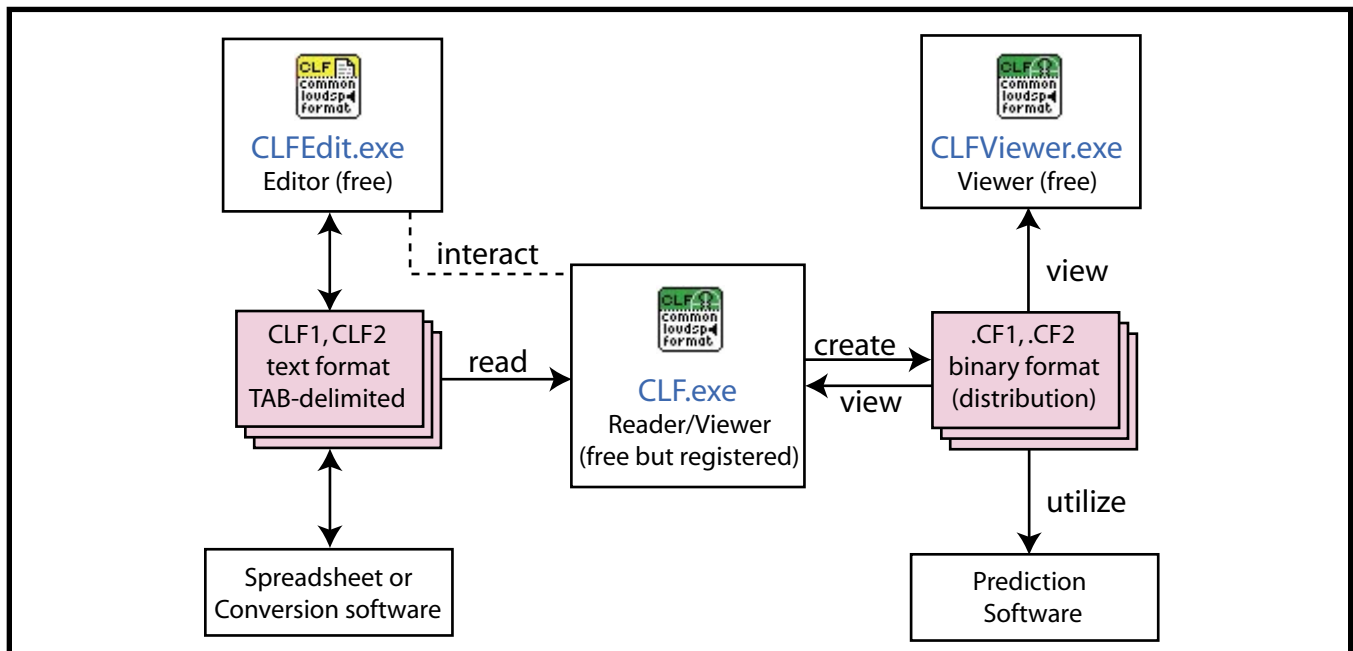 CLF
common
loudsp
format
CLFEdit.exe
Editor (free)
CLF
common
loudsp
format
CLFViewer.exe
Viewer (free)
interact
view
CLF1, CLF2
text format
TAB-delimited
read
CLF
common
loudsp
format
CLF.exe
Reader/Viewer
(free but registered)
create
view
.CF1, .CF2
binary format
(distribution)
utilize
Spreadsheet or
Conversion software
Prediction
Software